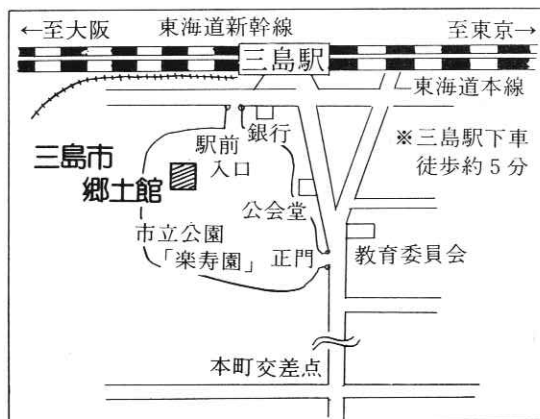 ←至大阪
東海道新幹線
至東京→
三島駅
東海道本線
駅前
入口
銀行
※三島駅下車
徒歩約5分
三島市
郷土館
公会堂
市立公園
「楽寿園」
正門
教育委員会
本町交差点